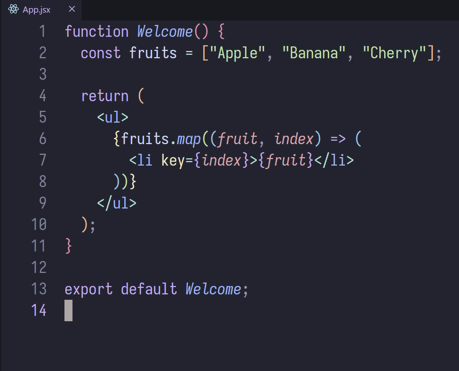 App.jsx ×
1 function Welcome() {
2   const fruits = ["Apple", "Banana", "Cherry"];
3
4   return (
5     <ul>
6       {fruits.map((fruit, index) => (
7         <li key={index}>{fruit}</li>
8       ))}
9     </ul>
10   );
11 }
12
13 export default Welcome;
14